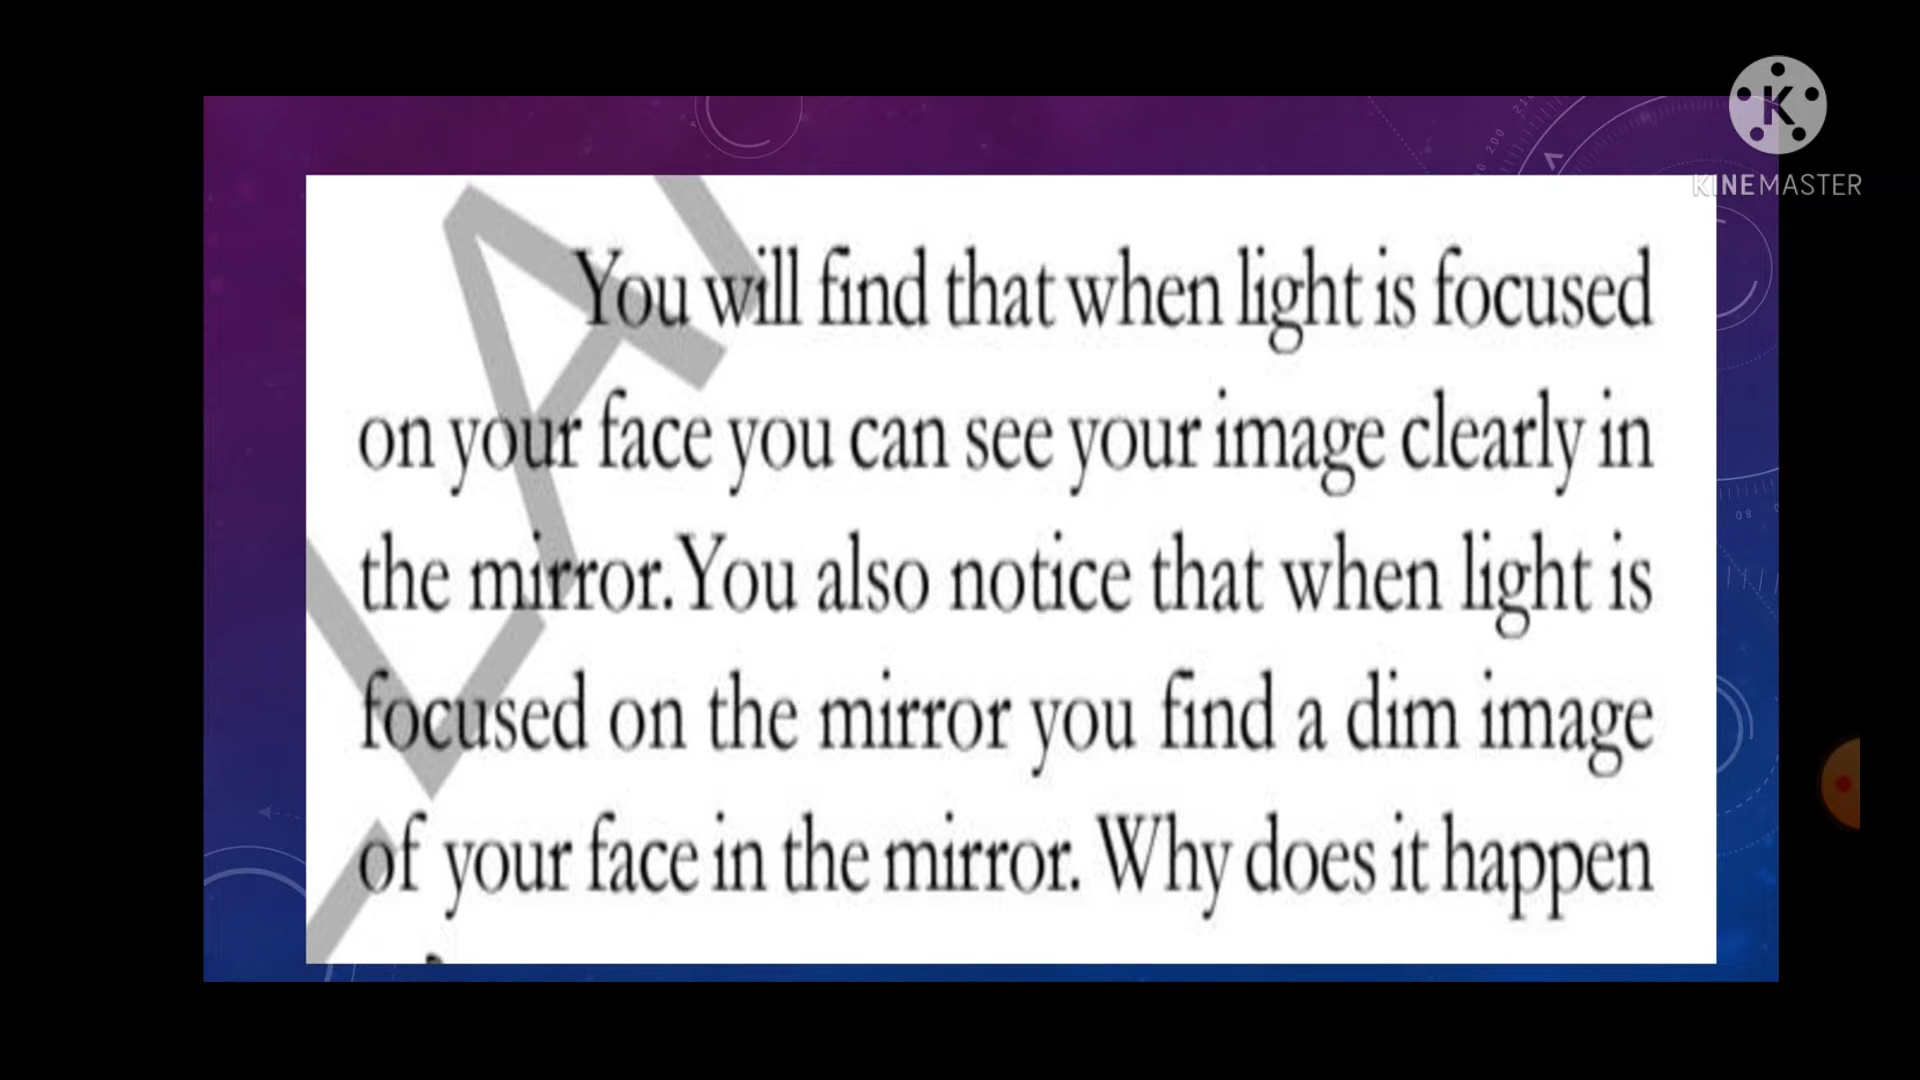 K
KINEMASTER
You will find that when light is focused
on your face you can see your image clearly in
the mirror. You also notice that when light is
focused on the mirror you find a dim image
of your face in the mirror. Why does it happen